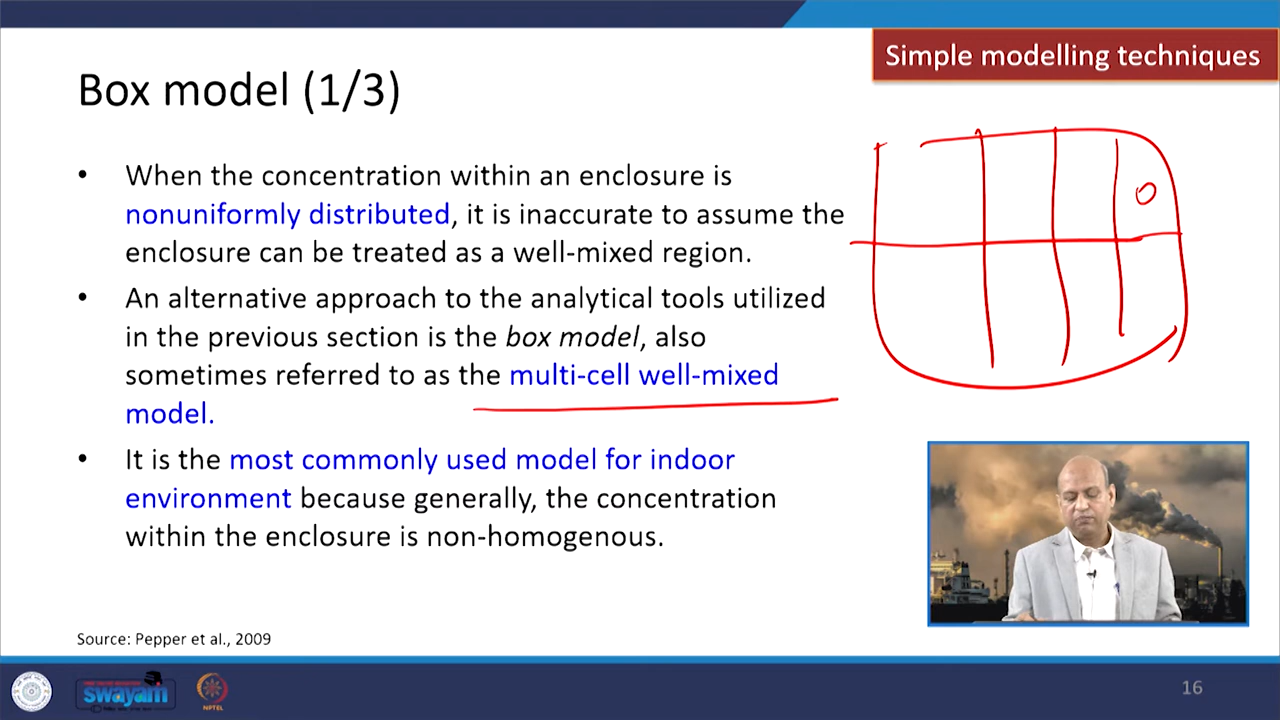 Simple modelling techniques
Box model (1/3)
• When the concentration within an enclosure is
nonuniformly distributed, it is inaccurate to assume the
enclosure can be treated as a well-mixed region.
• An alternative approach to the analytical tools utilized
in the previous section is the box model, also
sometimes referred to as the multi-cell well-mixed
model.
• It is the most commonly used model for indoor
environment because generally, the concentration
within the enclosure is non-homogenous.
Source: Pepper et al., 2009
swayam
NPTEL
16